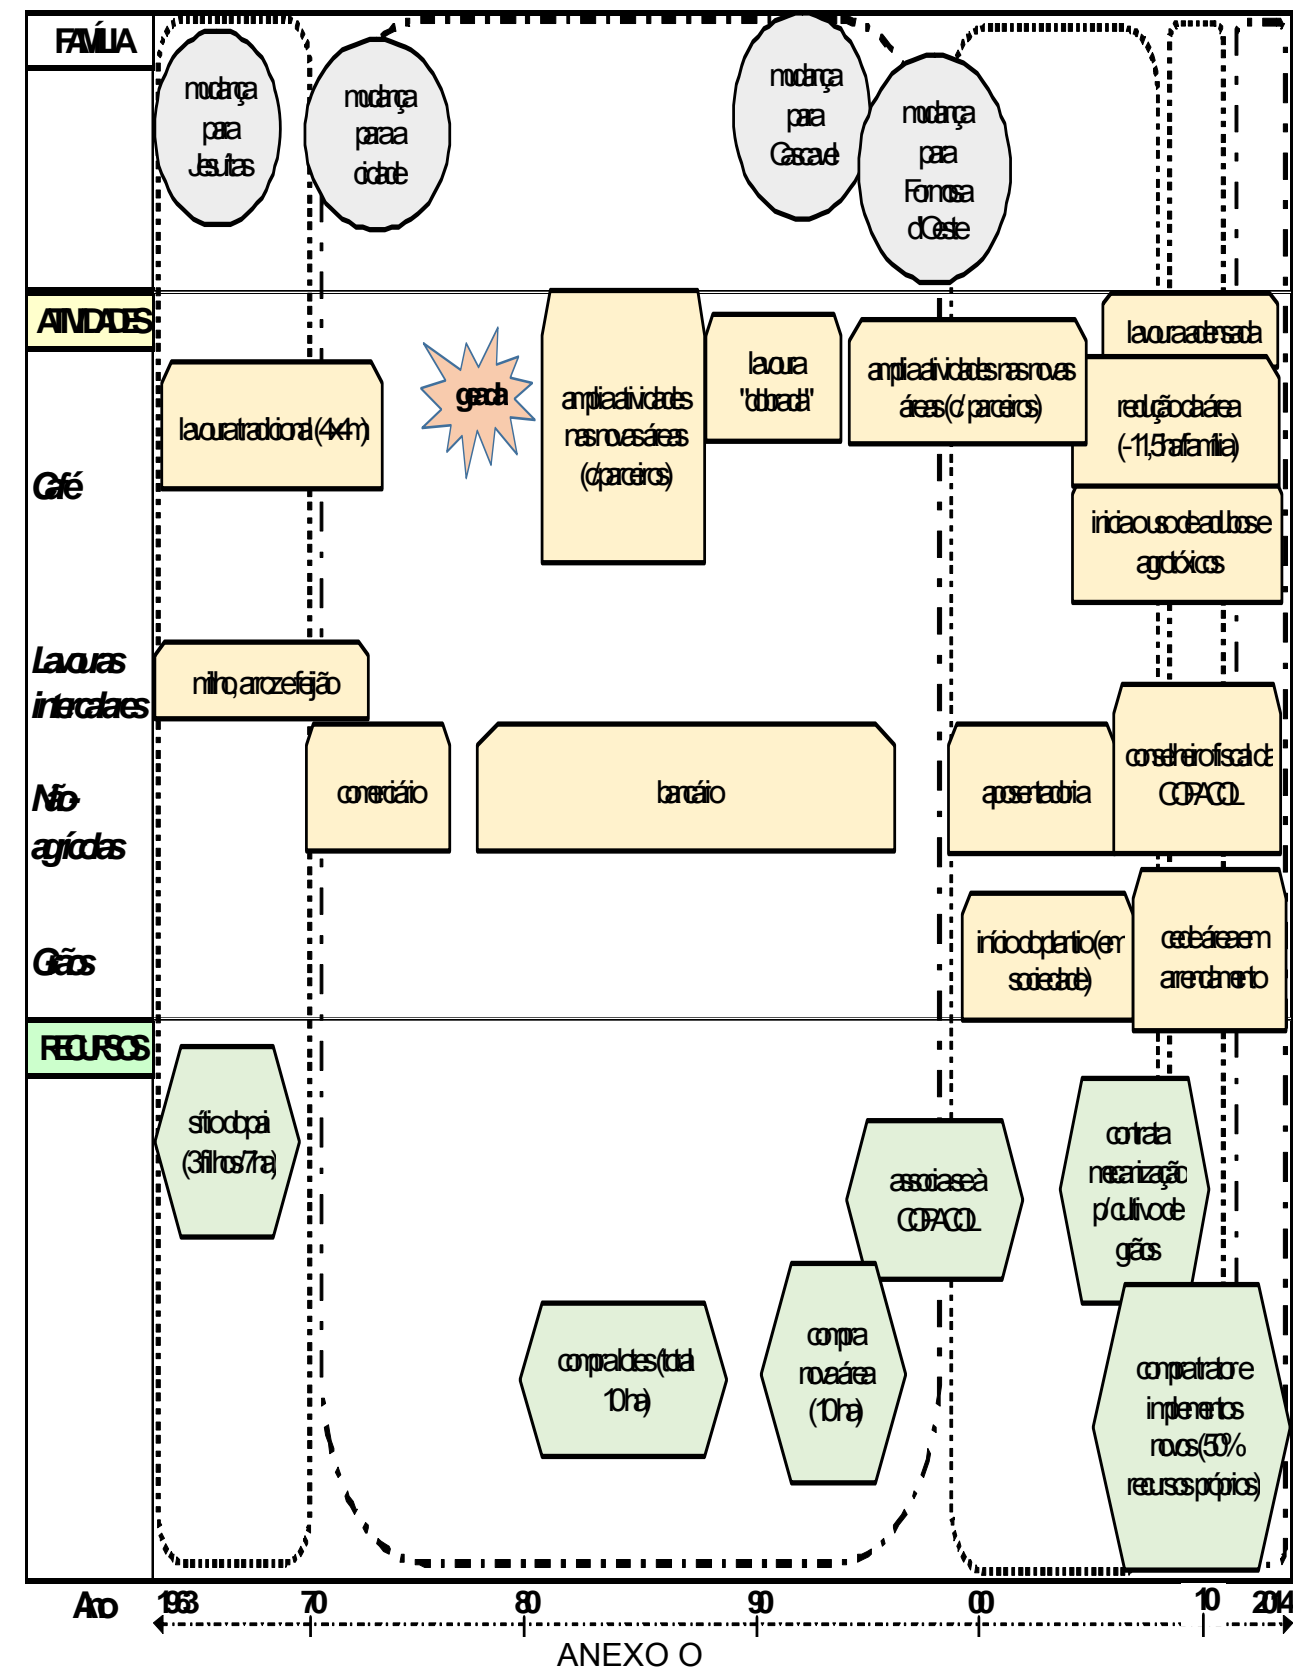 FAMÍLIA
mudança
para
Jesuítas
mudança
para a
cidade
mudança
para
Cascavel
mudança
para
Formosa
d'Oeste
ATIVIDADES
Café
lavoura tradicional (4x4m)
geada
amplia atividades
nas novas áreas
(c/ parceiros)
lavoura
"dobrada"
amplia atividades nas novas
áreas (c/ parceiros)
lavoura adensada
redução da área
(-11,5ha família)
inicia o uso de adubos e
agrotóxicos
Lavouras
intercalares
milho, arroz e feijão
Não-
agrícolas
comerciário
bancário
aposentadoria
conselheiro fiscal da
COPACOL
Grãos
início do plantio (em
sociedade)
cede área em
arrendamento
RECURSOS
sítio do pai
(3 filhos/7ha)
associa-se à
COPACOL
contrata
mecanização
p/ cultivo de
grãos
compra lotes (total
10 ha)
compra
nova área
(10 ha)
compra trator e
implementos
novos (50%
recursos próprios)
Ano 1963 70 80 90 00 10 2014
ANEXO O